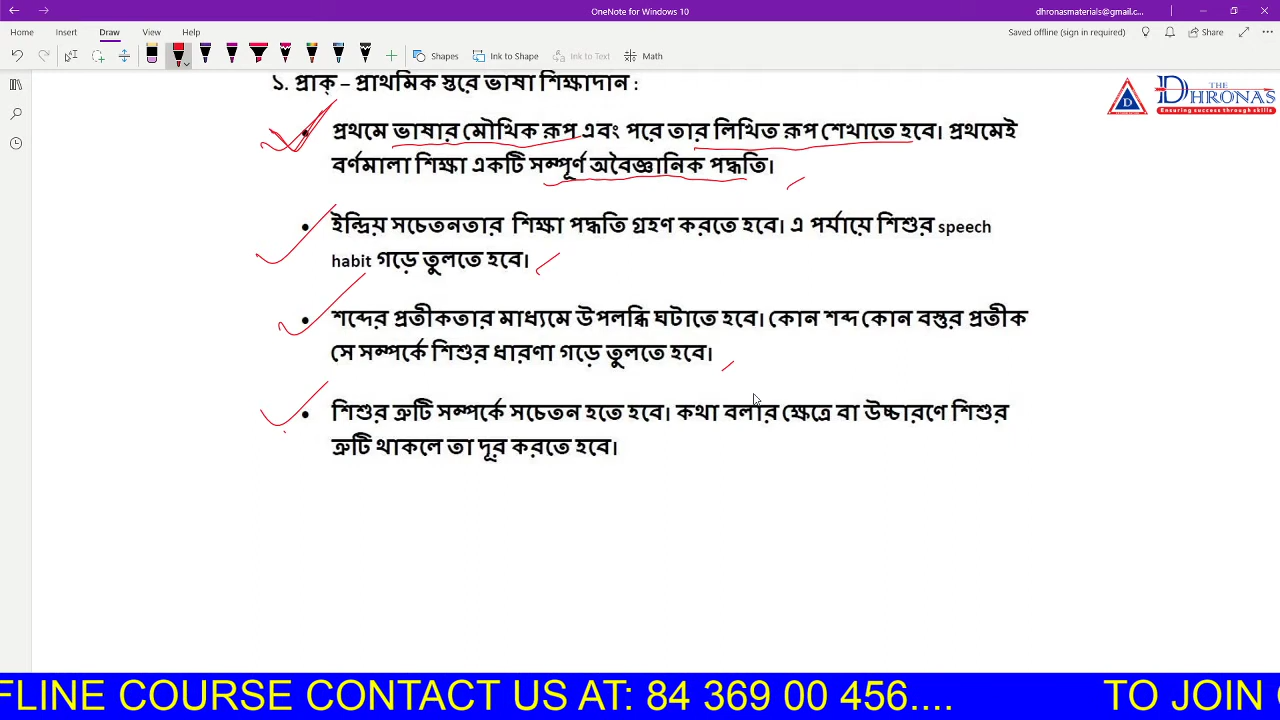 OneNote for Windows 10
dhronasmaterials@gmail.c...
Home Insert Draw View Help
Saved offline (sign in required)
Share
Shapes Ink to Shape Ink to Text Math
১. প্রাক্ – প্রাথমিক স্তরে ভাষা শিক্ষাদান :
THE
DHRONAS
Ensuring success through skills
প্রথমে ভাষার মৌখিক রূপ এবং পরে তার লিখিত রূপ শেখাতে হবে। প্রথমেই
বর্ণমালা শিক্ষা একটি সম্পূর্ণ অবৈজ্ঞানিক পদ্ধতি।
ইন্দ্রিয় সচেতনতার শিক্ষা পদ্ধতি গ্রহণ করতে হবে। এ পর্যায়ে শিশুর speech
habit গড়ে তুলতে হবে।
শব্দের প্রতীকতার মাধ্যমে উপলব্ধি ঘটাতে হবে। কোন শব্দ কোন বস্তুর প্রতীক
সে সম্পর্কে শিশুর ধারণা গড়ে তুলতে হবে।
শিশুর ত্রুটি সম্পর্কে সচেতন হতে হবে। কথা বলার ক্ষেত্রে বা উচ্চারণে শিশুর
ত্রুটি থাকলে তা দূর করতে হবে।
FLINE COURSE CONTACT US AT: 84 369 00 456.... TO JOIN